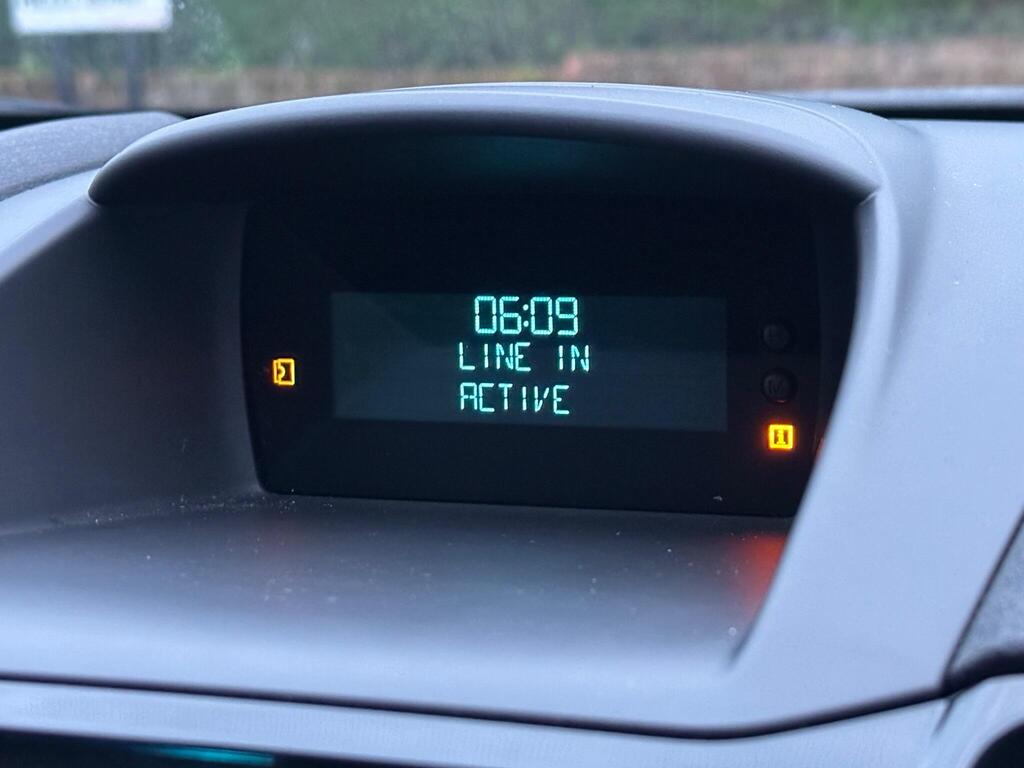 06:09
LINE IN
ACTIVE
i
M